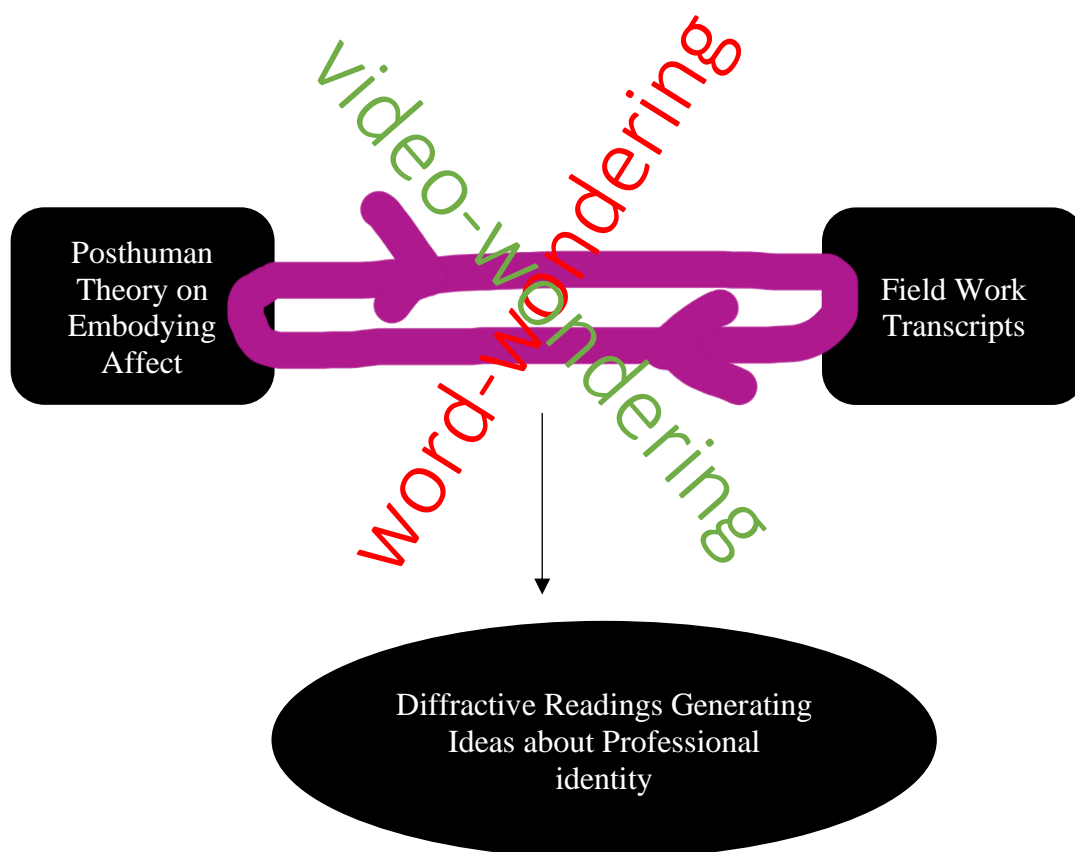 video-wondering
word-wondering
Posthuman
Theory on
Embodying
Affect
Field Work
Transcripts
Diffractive Readings Generating
Ideas about Professional
identity